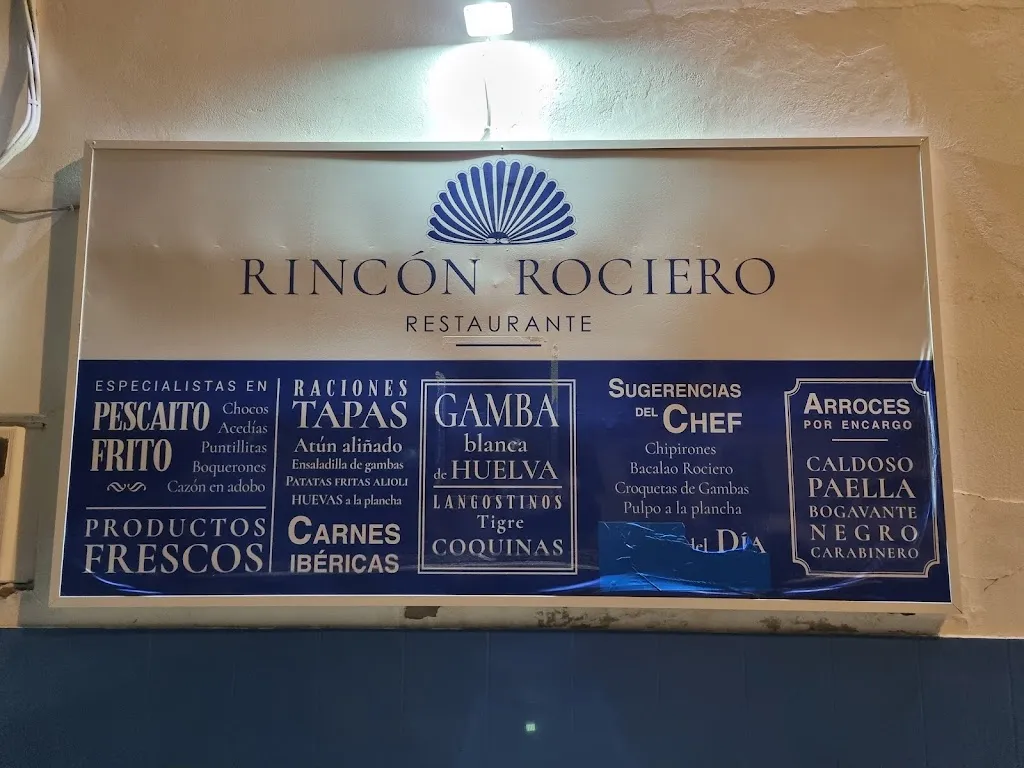 RINCÓN ROCIERO
RESTAURANTE
ESPECIALISTAS EN
PESCAITO
FRITO
Chocos
Acedías
Puntillitas
Boquerones
Cazón en adobo
PRODUCTOS
FRESCOS
RACIONES
TAPAS
Atún aliñado
Ensaladilla de gambas
PATATAS FRITAS ALIOLI
HUEVAS a la plancha
CARNES
IBÉRICAS
GAMBA
blanca
de HUELVA
LANGOSTINOS
Tigre
COQUINAS
SUGERENCIAS
DEL CHEF
Chipirones
Bacalao Rociero
Croquetas de Gambas
Pulpo a la plancha
del DÍA
ARROCES
POR ENCARGO
CALDOSO
PAELLA
BOGAVANTE
NEGRO
CARABINERO